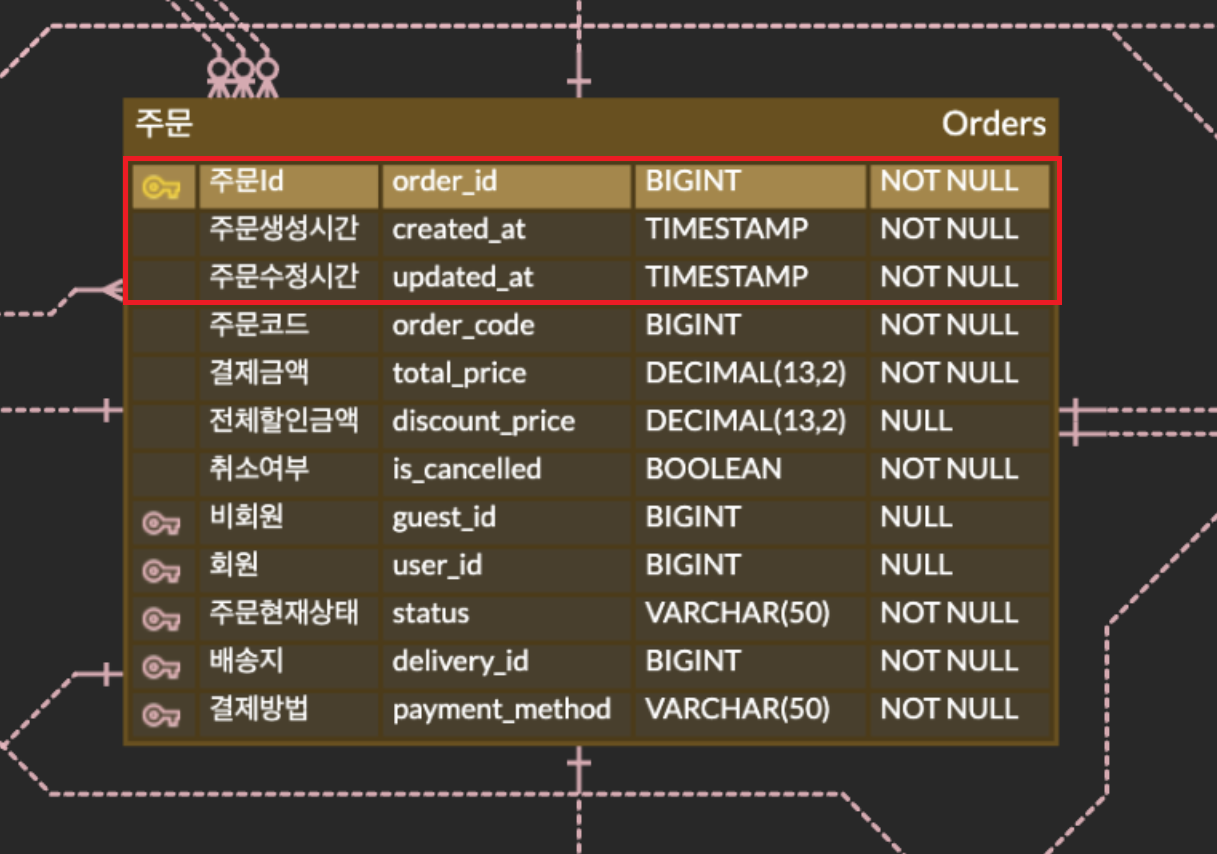 주문 Orders
주문Id order_id BIGINT NOT NULL
주문생성시간 created_at TIMESTAMP NOT NULL
주문수정시간 updated_at TIMESTAMP NOT NULL
주문코드 order_code BIGINT NOT NULL
결제금액 total_price DECIMAL(13,2) NOT NULL
전체할인금액 discount_price DECIMAL(13,2) NULL
취소여부 is_cancelled BOOLEAN NOT NULL
비회원 guest_id BIGINT NULL
회원 user_id BIGINT NULL
주문현재상태 status VARCHAR(50) NOT NULL
배송지 delivery_id BIGINT NOT NULL
결제방법 payment_method VARCHAR(50) NOT NULL